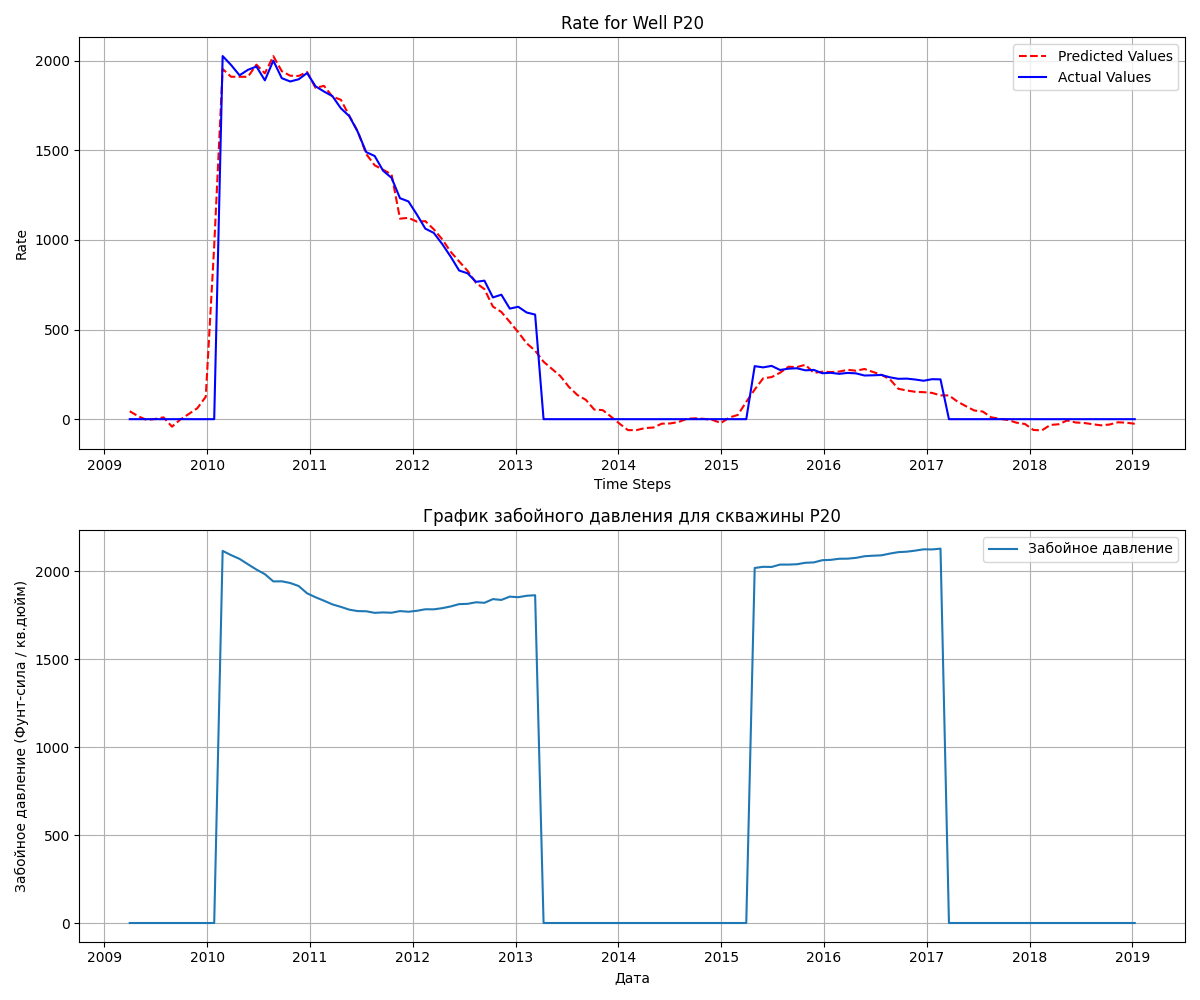 Rate for Well P20
2000
1500
1000
500
0
Rate
Predicted Values
Actual Values
2009 2010 2011 2012 2013 2014 2015 2016 2017 2018 2019
Time Steps
График забойного давления для скважины P20
2000
1500
1000
500
0
Забойное давление (Фунт-сила / кв.дюйм)
Забойное давление
2009 2010 2011 2012 2013 2014 2015 2016 2017 2018 2019
Дата